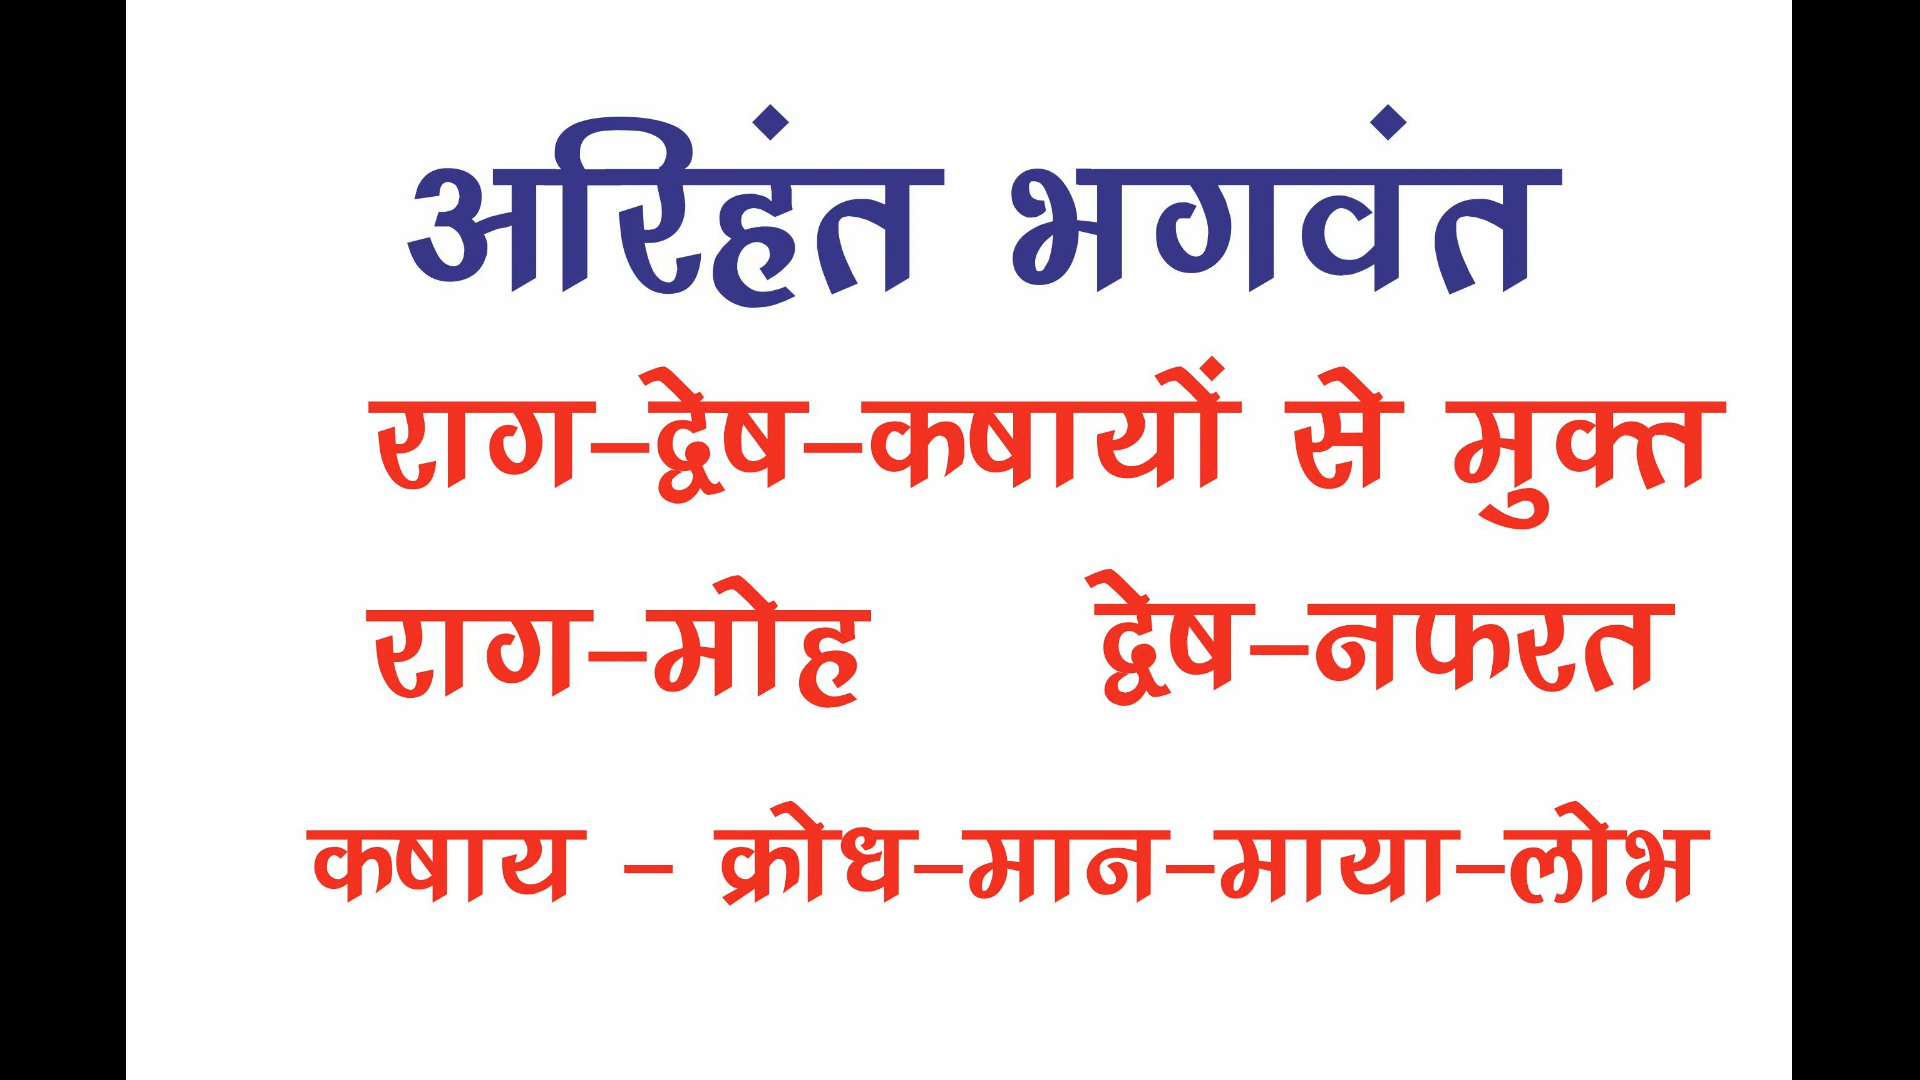 अरिहंत भगवंत
राग-द्वेष-कषायों से मुक्त
राग-मोह द्वेष-नफरत
कषाय - क्रोध-मान-माया-लोभ